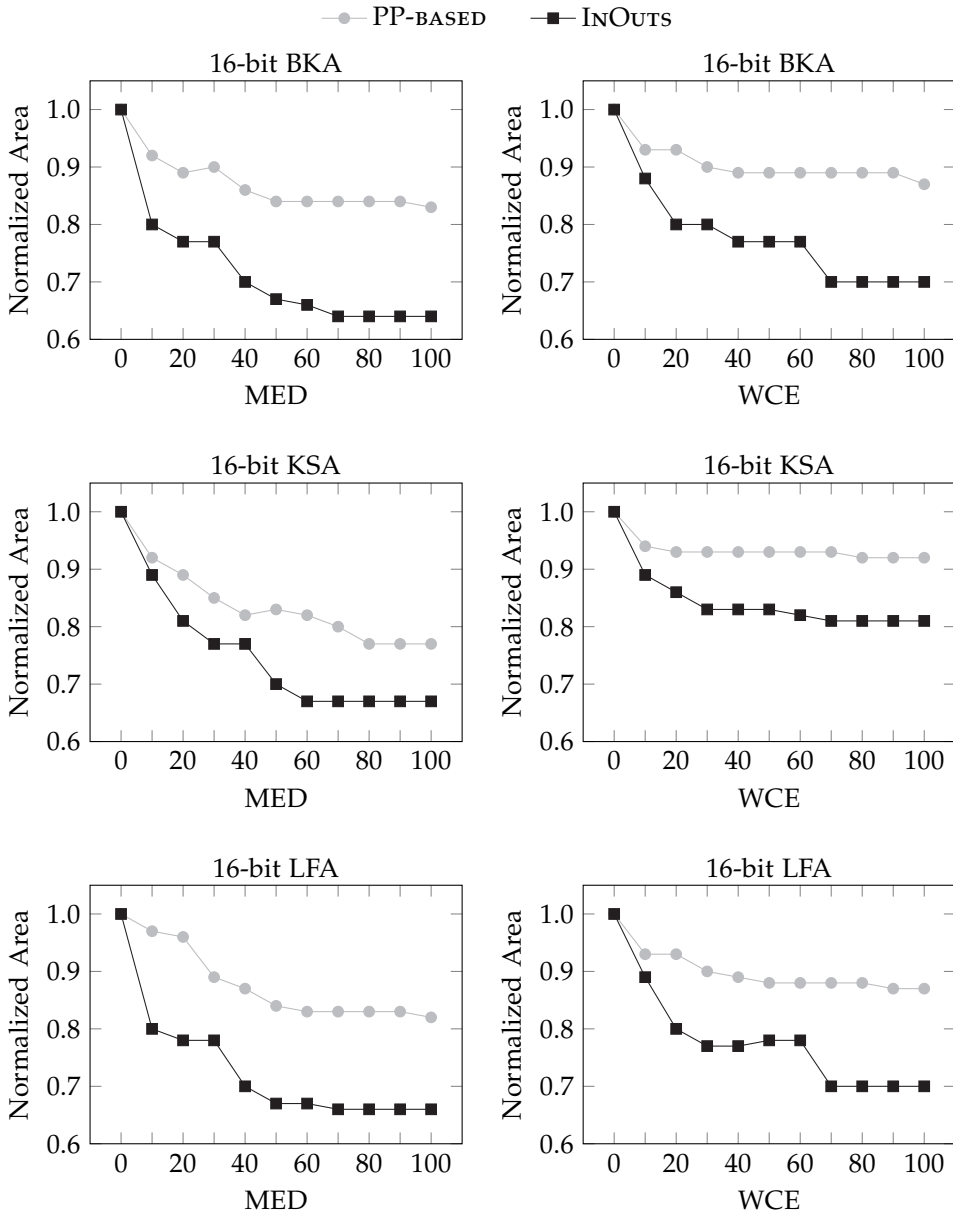 PP-BASED INOUTS
16-bit BKA
1.0
0.9
0.8
0.7
0.6
Normalized Area
0 20 40 60 80 100
MED
16-bit BKA
1.0
0.9
0.8
0.7
0.6
Normalized Area
0 20 40 60 80 100
WCE
16-bit KSA
1.0
0.9
0.8
0.7
0.6
Normalized Area
0 20 40 60 80 100
MED
16-bit KSA
1.0
0.9
0.8
0.7
0.6
Normalized Area
0 20 40 60 80 100
WCE
16-bit LFA
1.0
0.9
0.8
0.7
0.6
Normalized Area
0 20 40 60 80 100
MED
16-bit LFA
1.0
0.9
0.8
0.7
0.6
Normalized Area
0 20 40 60 80 100
WCE